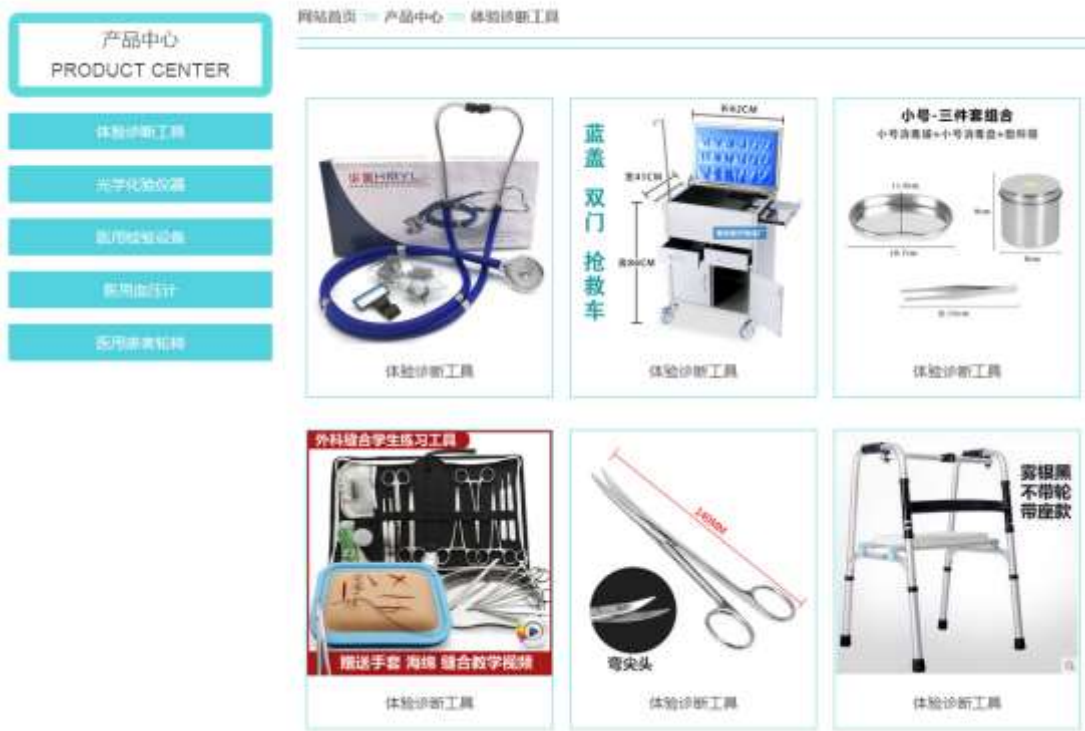 网站首页 产品中心 体验诊断工具
产品中心
PRODUCT CENTER
体验诊断工具
光学化验仪器
医用检验设备
医用血压计
医用康复轮椅
蓝盖 双门 抢救车
长62CM
体验诊断工具
体验诊断工具
小号-三件套组合
体验诊断工具
外科缝合学生练习工具
赠送手套 海绵 缝合教学视频
体验诊断工具
140MM
弯尖头
体验诊断工具
雾银黑
不带轮
带座款
体验诊断工具